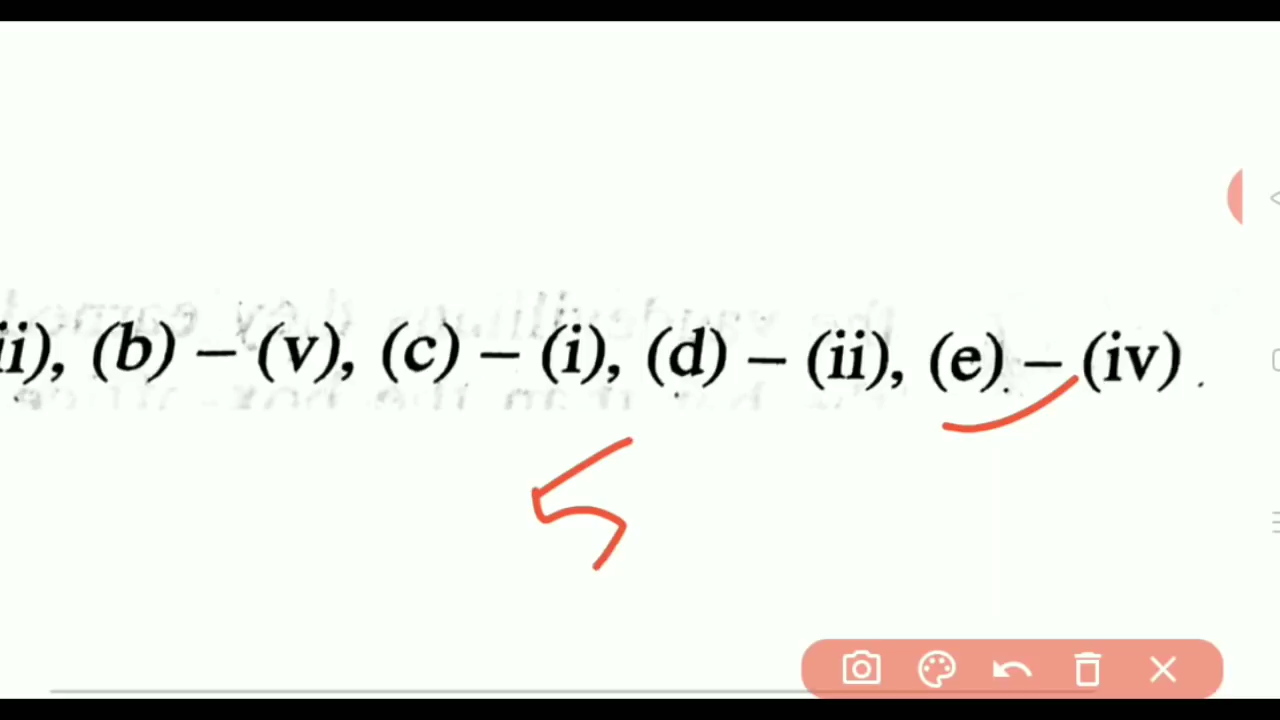 ii), (b) – (v), (c) – (i), (d) – (ii), (e) – (iv)
5